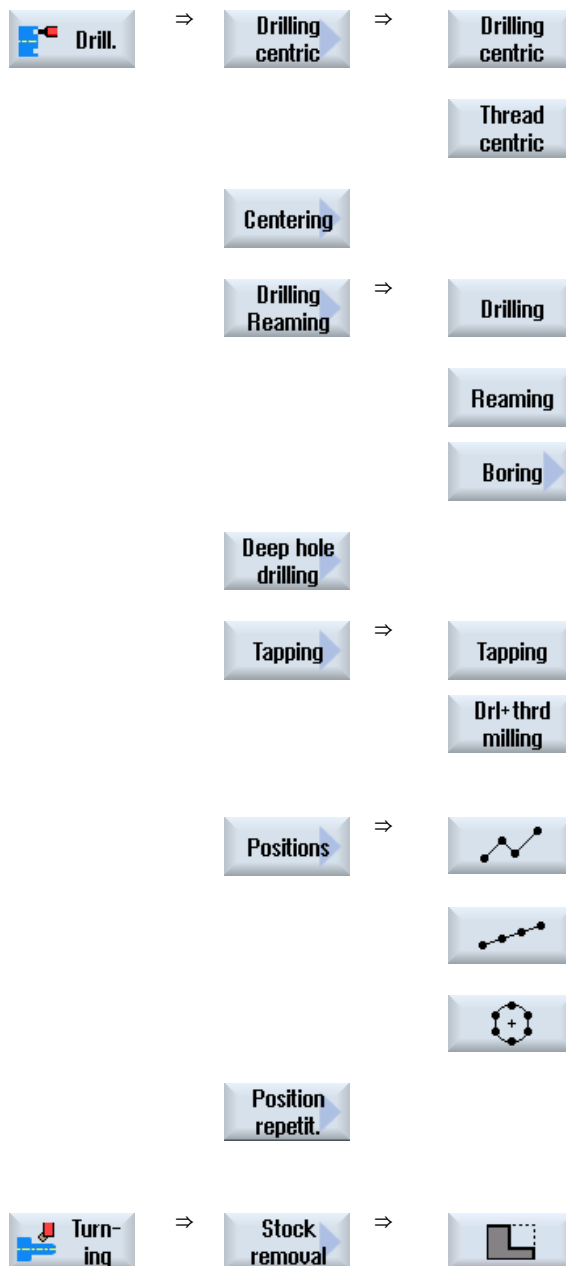 Drill.
⇒
Drilling
centric
⇒
Drilling
centric
Thread
centric
Centering
Drilling
Reaming
⇒
Drilling
Reaming
Boring
Deep hole
drilling
Tapping
⇒
Tapping
Drl+thrd
milling
Positions
⇒
Position
repetit.
Turn-
ing
⇒
Stock
removal
⇒